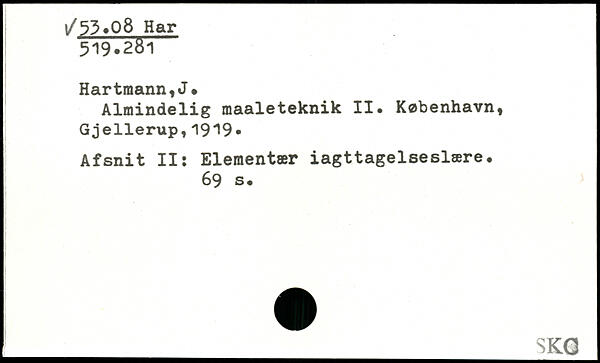 √53.08 Har
519.281
Hartmann,J.
Almindelig maaleteknik II. København,
Gjellerup,1919.
Afsnit II: Elementær iagttagelseslære.
69 s.
SKC